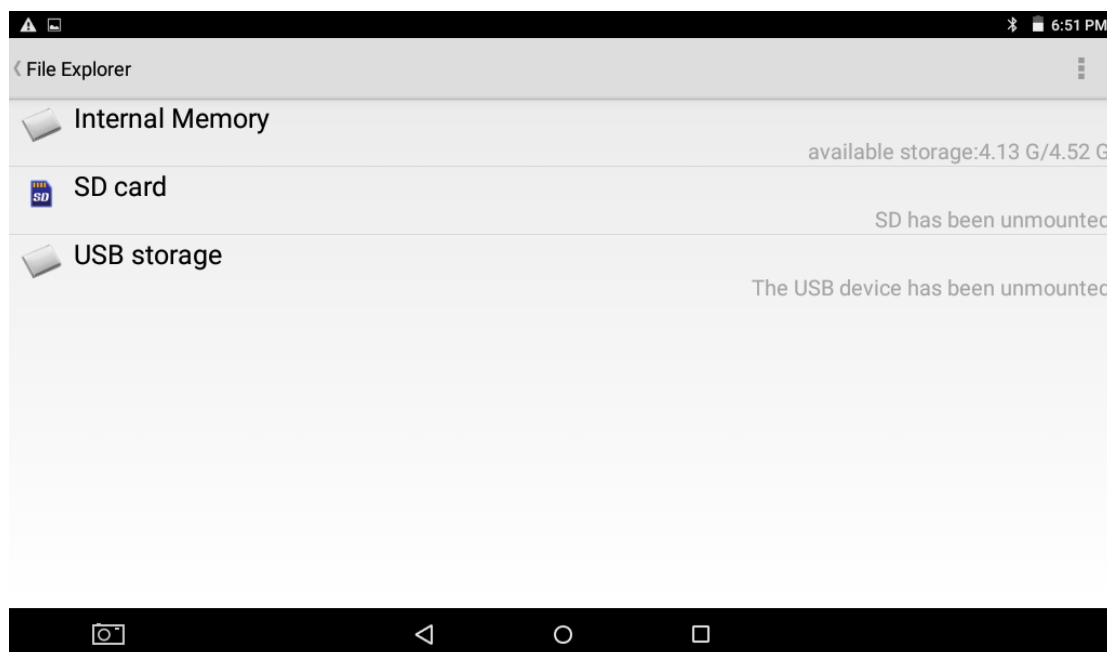 6:51 PM
File Explorer
Internal Memory
available storage:4.13 G/4.52 G
SD card
SD
SD has been unmounted
USB storage
The USB device has been unmounted